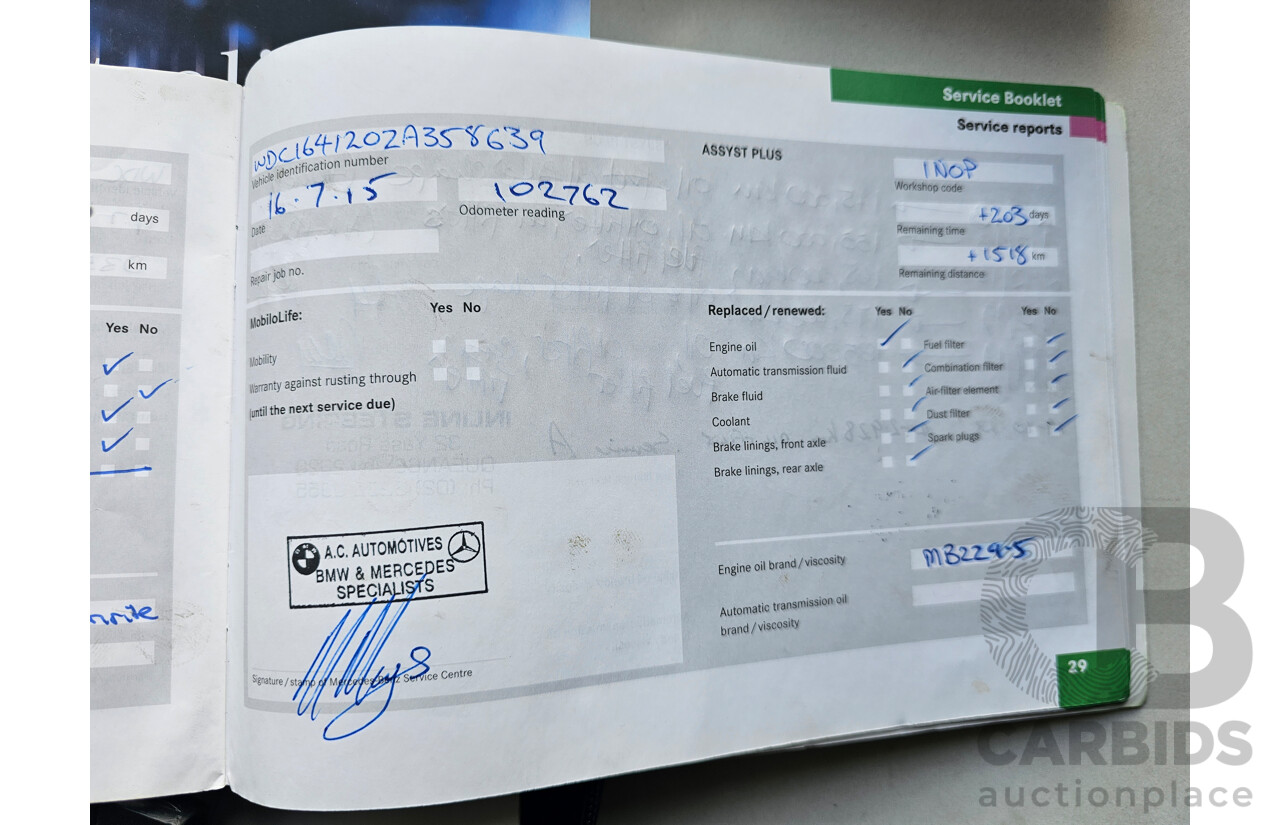 days
km
Yes No
Service Booklet
Service reports
WDC1641202A358639
Vehicle identification number
16.7.15
102762
Date
Odometer reading
Repair job no.
ASSYST PLUS
INOP
Workshop code
+203 days
Remaining time
+1518 km
Remaining distance
MobiloLife:
Yes No
Mobility
Warranty against rusting through
(until the next service due)
Replaced / renewed:
Yes No
Yes No
Engine oil
Fuel filter
Automatic transmission fluid
Combination filter
Brake fluid
Air-filter element
Coolant
Dust filter
Brake linings, front axle
Spark plugs
Brake linings, rear axle
A.C. AUTOMOTIVES
BMW & MERCEDES
SPECIALISTS
Signature / stamp of Mercedes-Benz Service Centre
Engine oil brand / viscosity
MB229.5
Automatic transmission oil
brand / viscosity
29
CB
CARBIDS
auctionplace